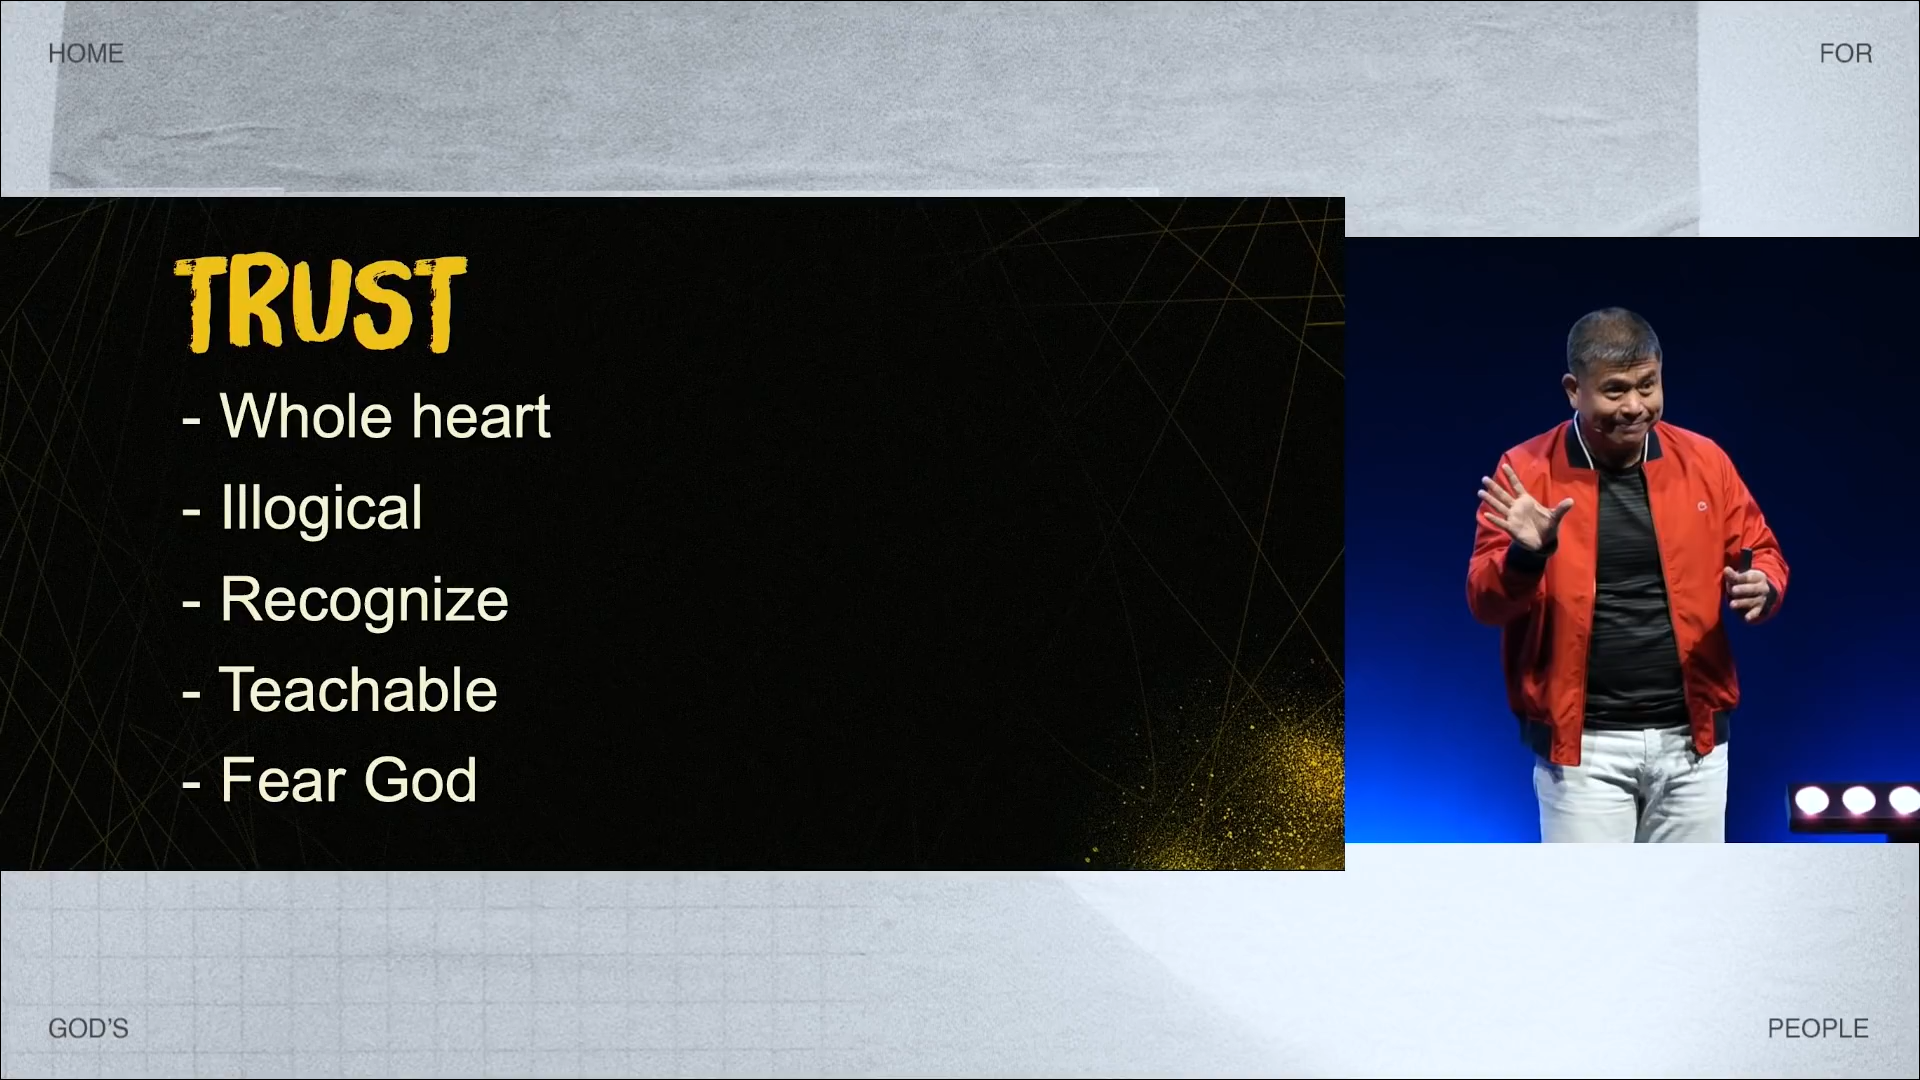 HOME
FOR
TRUST
- Whole heart
- Illogical
- Recognize
- Teachable
- Fear God
GOD'S
PEOPLE